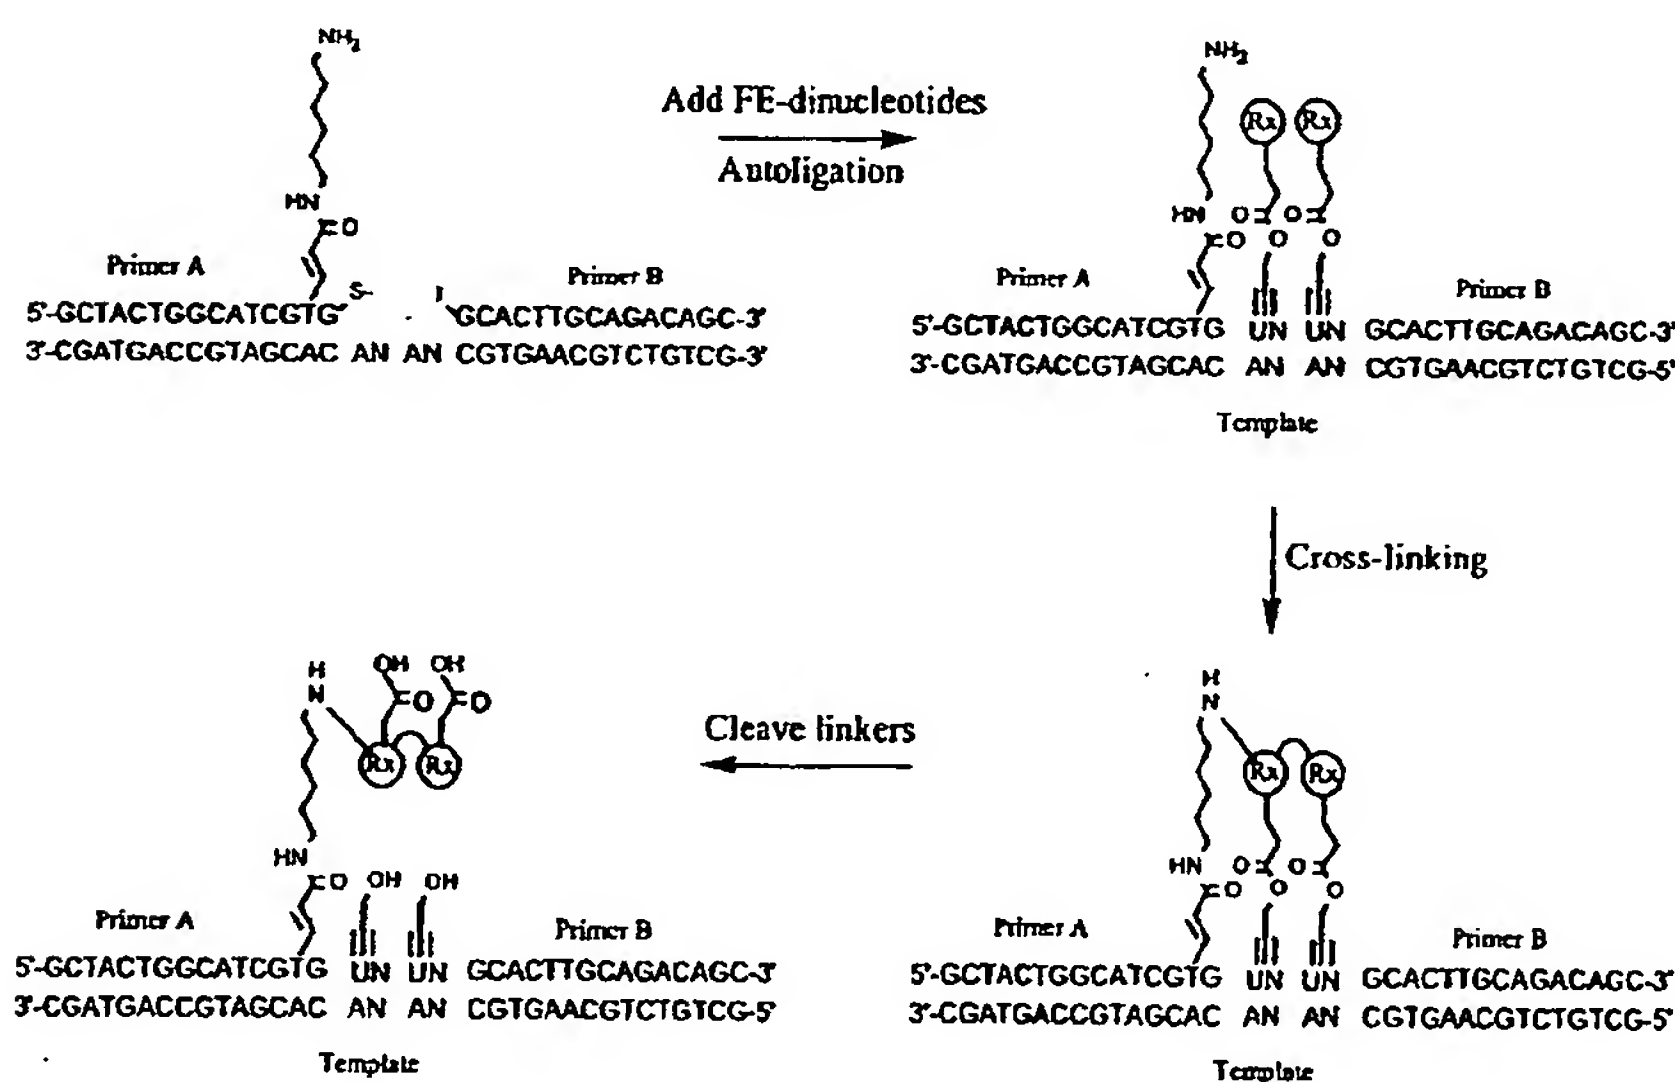 NH2
HN
O
Primer A
S-
I
Primer B
5'-GCTACTGGCATCGTG GCACTTGCAGACAGC-3'
3'-CGATGACCGTAGCAC AN AN CGTGAACGTCTGTCG-3'
Add FE-dinucleotides
Autoligation
NH2
Rx Rx
HN O O
O O O
Primer A
Primer B
5'-GCTACTGGCATCGTG UN UN GCACTTGCAGACAGC-3'
3'-CGATGACCGTAGCAC AN AN CGTGAACGTCTGTCG-5'
Template
Cross-linking
H
N
Rx Rx
HN O O
O O O
Primer A
Primer B
5'-GCTACTGGCATCGTG UN UN GCACTTGCAGACAGC-3'
3'-CGATGACCGTAGCAC AN AN CGTGAACGTCTGTCG-5'
Template
Cleave linkers
H OH OH
N O O
Rx Rx
HN
O OH OH
Primer A
Primer B
5'-GCTACTGGCATCGTG UN UN GCACTTGCAGACAGC-3'
3'-CGATGACCGTAGCAC AN AN CGTGAACGTCTGTCG-5'
Template